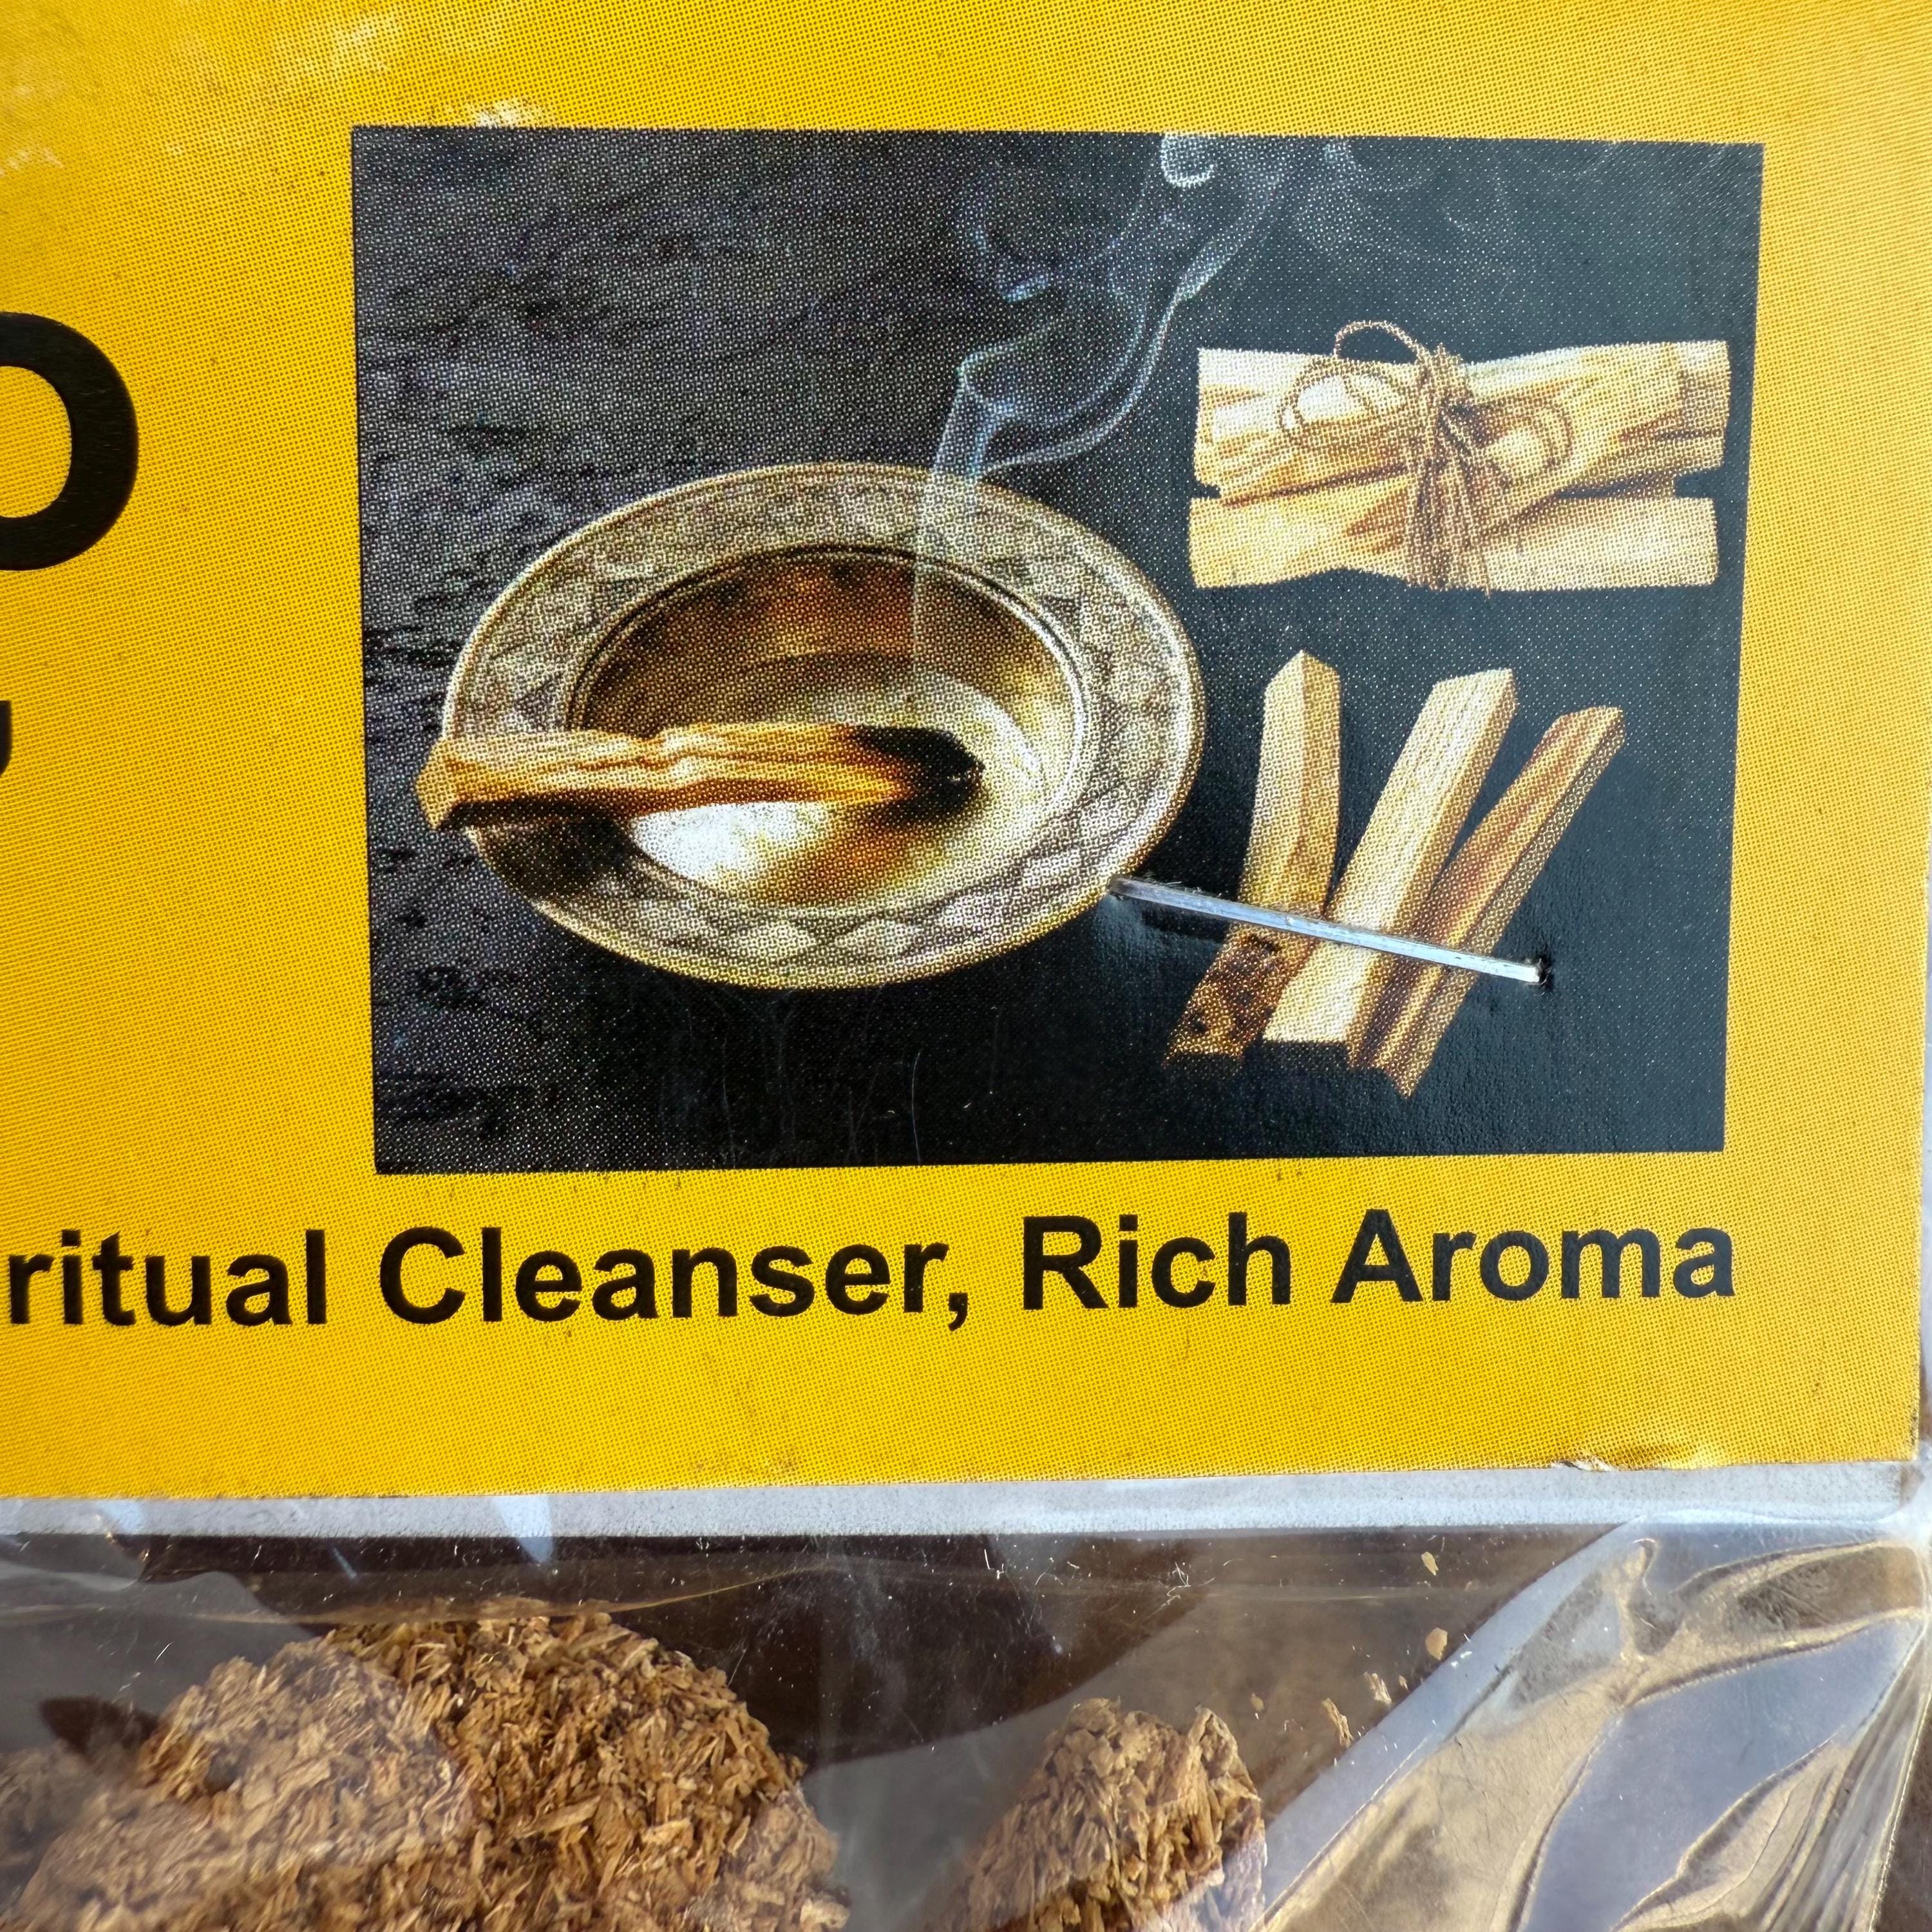 O
ritual Cleanser, Rich Aroma